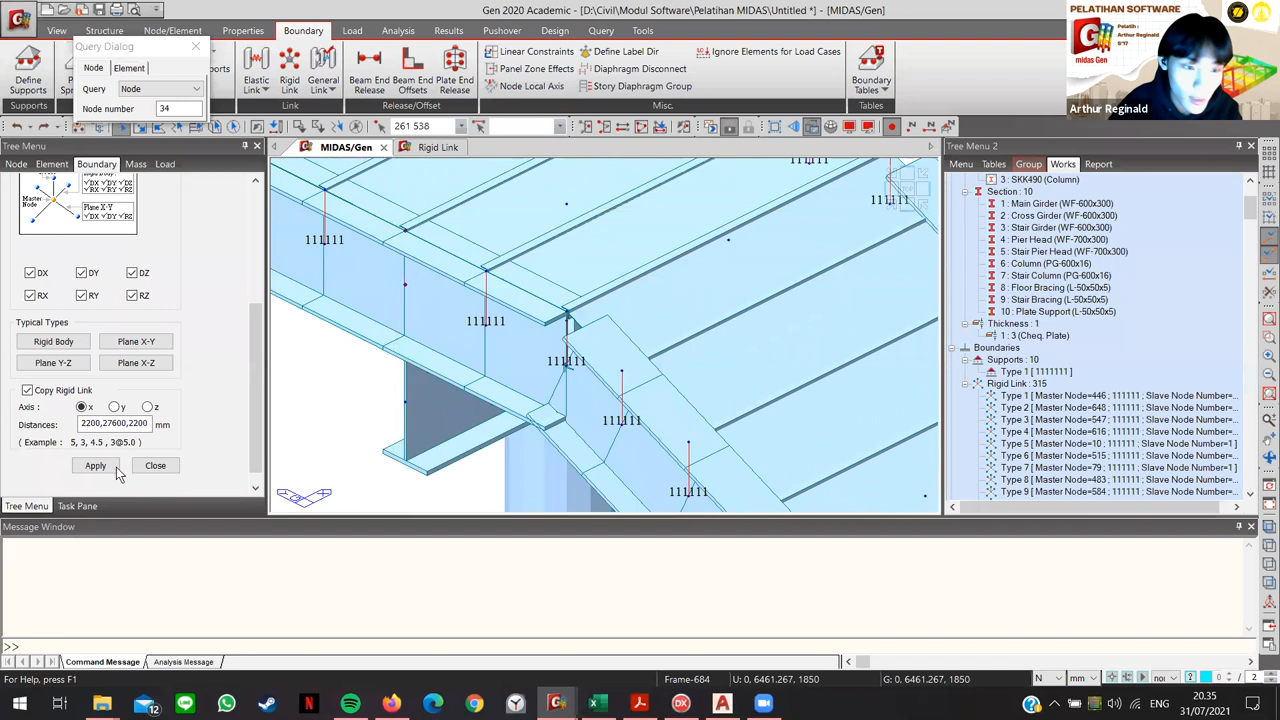 Gen 2020 Academic - [D:\Civil\Modul Software\Pelatihan MIDAS\Untitled *] - [MIDAS/Gen]
View
Structure
Node/Element
Properties
Boundary
Load
Analysis
Results
Pushover
Design
Query
Tools
Query Dialog
Node
Element
Query
Node
Node number
34
Define Supports
Supports
Elastic Link
Rigid Link
General Link
Link
Beam End Release
Beam End Offset
Plate End Release
Release/Offset
Linear Constraints
Panel Zone Effects
Node Local Axis
Define Label Dir
Diaphragm Disconnect
Story Diaphragm Group
Ignore Elements for Load Cases
Misc.
Boundary Tables
Tables
PELATIHAN SOFTWARE
Pelatih :
Arthur Reginald
S'17
midas Gen
Arthur Reginald
261 538
Tree Menu
Node
Element
Boundary
Mass
Load
Master Node
Plane X-Y
DX
DY
DZ
RX
RY
RZ
Typical Types
Rigid Body
Plane X-Y
Plane Y-Z
Plane X-Z
Copy Rigid Link
Axis :
x
y
z
Distances:
2200,27600,2200
mm
( Example : 5, 3, 4.5 , 3@5.0 )
Apply
Close
Tree Menu
Task Pane
MIDAS/Gen
Rigid Link
111111
111111
111111
111111
111111
111111
111111
Tree Menu 2
Menu
Tables
Group
Works
Report
3 : SKK490 (Column)
Section : 10
1 : Main Girder (WF-600x300)
2 : Cross Girder (WF-600x300)
3 : Stair Girder (WF-600x300)
4 : Pier Head (WF-700x300)
5 : Stair Pier Head (WF-700x300)
6 : Column (PG-600x16)
7 : Stair Column (PG-600x16)
8 : Floor Bracing (L-50x50x5)
9 : Stair Bracing (L-50x50x5)
10 : Plate Support (L-50x50x5)
Thickness : 1
1 : 3 (Cheq. Plate)
Boundaries
Supports : 10
Type 1 [ 1111111 ]
Rigid Link : 315
Type 1 [ Master Node=446 ; 111111 ; Slave Node Number=...
Type 2 [ Master Node=648 ; 111111 ; Slave Node Number=...
Type 3 [ Master Node=547 ; 111111 ; Slave Node Number=...
Type 4 [ Master Node=616 ; 111111 ; Slave Node Number=...
Type 5 [ Master Node=10 ; 111111 ; Slave Node Number=1 ]
Type 6 [ Master Node=515 ; 111111 ; Slave Node Number=...
Type 7 [ Master Node=79 ; 111111 ; Slave Node Number=1 ]
Type 8 [ Master Node=483 ; 111111 ; Slave Node Number=...
Type 9 [ Master Node=584 ; 111111 ; Slave Node Number=...
Message Window
>>
Command Message
Analysis Message
For Help, press F1
Frame-684
U: 0, 6461.267, 1850
G: 0, 6461.267, 1850
N
mm
non
/ 2
12
ENG
20.35
31/07/2021